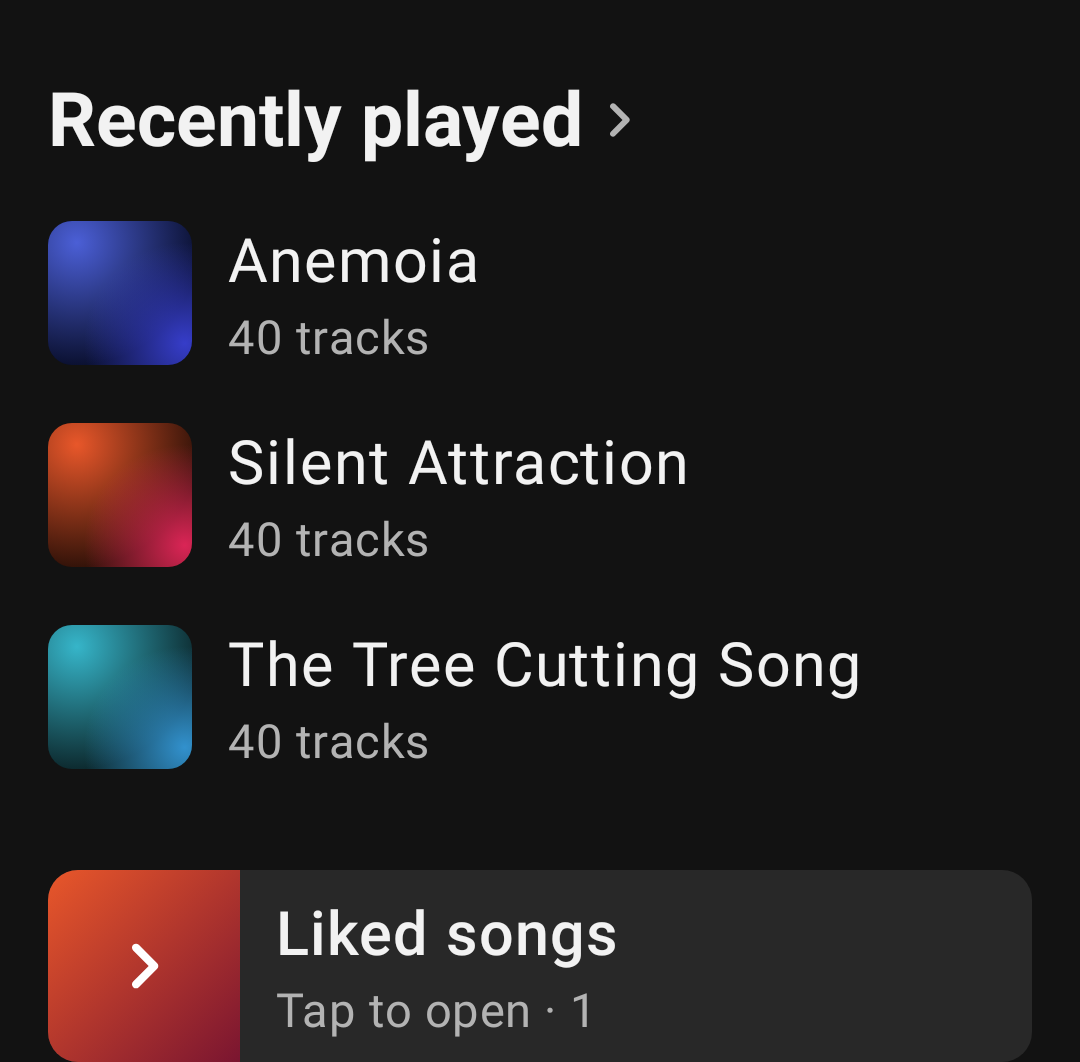 Recently played
Anemoia
40 tracks
Silent Attraction
40 tracks
The Tree Cutting Song
40 tracks
Liked songs
Tap to open · 1